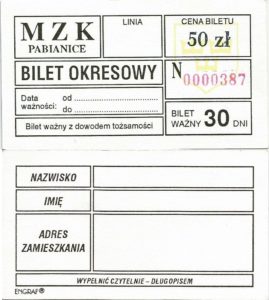 MZK
PABIANICE
LINIA
CENA BILETU
50 zł
BILET OKRESOWY
N 0000387
Data ważności:
od ....................
do ....................
BILET WAŻNY 30 DNI
Bilet ważny z dowodem tożsamości
NAZWISKO
IMIĘ
ADRES
ZAMIESZKANIA
WYPEŁNIĆ CZYTELNIE – DŁUGOPISEM
ENGRAF®